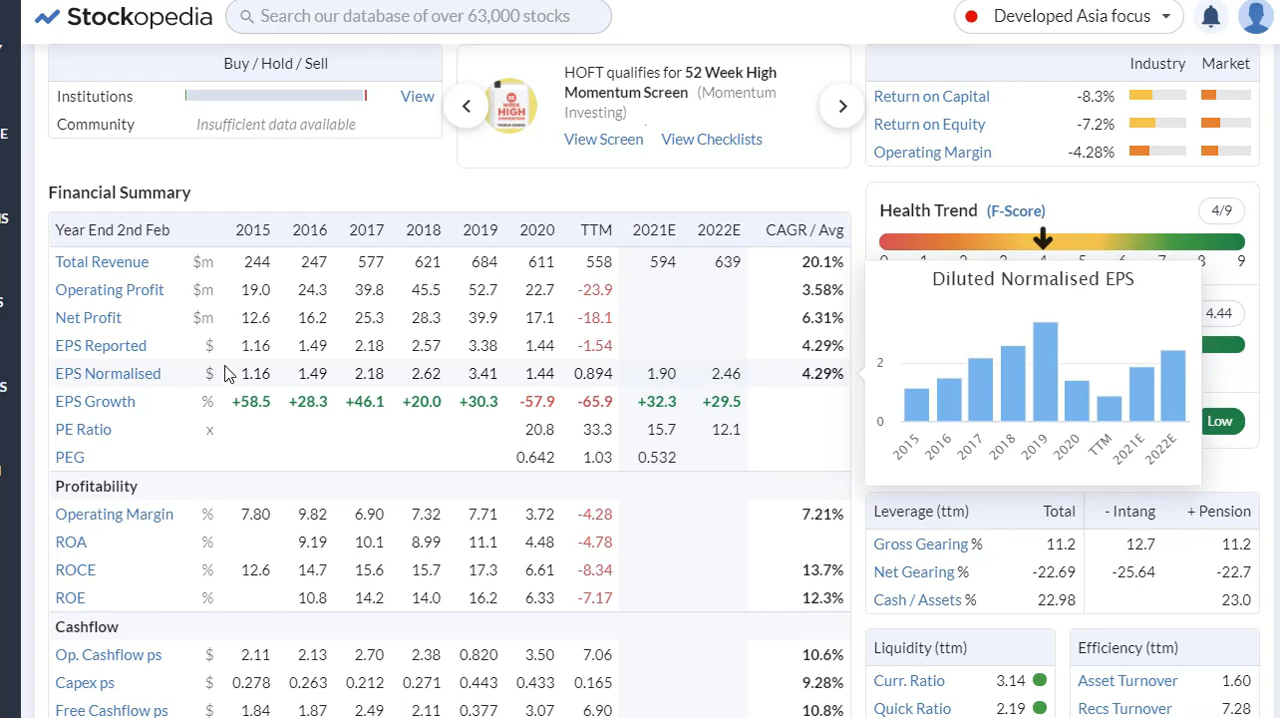 Stockopedia
Search our database of over 63,000 stocks
Developed Asia focus
Buy / Hold / Sell
Institutions View
Community Insufficient data available
HOFT qualifies for 52 Week High
Momentum Screen (Momentum
Investing)
View Screen View Checklists
52
WEEK
HIGH
MOMENTUM
Industry Market
Return on Capital -8.3%
Return on Equity -7.2%
Operating Margin -4.28%
Financial Summary
Year End 2nd Feb 2015 2016 2017 2018 2019 2020 TTM 2021E 2022E CAGR / Avg
Total Revenue $m 244 247 577 621 684 611 558 594 639 20.1%
Operating Profit $m 19.0 24.3 39.8 45.5 52.7 22.7 -23.9 3.58%
Net Profit $m 12.6 16.2 25.3 28.3 39.9 17.1 -18.1 6.31%
EPS Reported $ 1.16 1.49 2.18 2.57 3.38 1.44 -1.54 4.29%
EPS Normalised $ 1.16 1.49 2.18 2.62 3.41 1.44 0.894 1.90 2.46 4.29%
EPS Growth % +58.5 +28.3 +46.1 +20.0 +30.3 -57.9 -65.9 +32.3 +29.5
PE Ratio x 20.8 33.3 15.7 12.1
PEG 0.642 1.03 0.532
Profitability
Operating Margin % 7.80 9.82 6.90 7.32 7.71 3.72 -4.28 7.21%
ROA % 9.19 10.1 8.99 11.1 4.48 -4.78
ROCE % 12.6 14.7 15.6 15.7 17.3 6.61 -8.34 13.7%
ROE % 10.8 14.2 14.0 16.2 6.33 -7.17 12.3%
Cashflow
Op. Cashflow ps $ 2.11 2.13 2.70 2.38 0.820 3.50 7.06 10.6%
Capex ps $ 0.278 0.263 0.212 0.271 0.443 0.433 0.165 9.28%
Free Cashflow ps $ 1.84 1.87 2.49 2.11 0.377 3.07 6.90 10.8%
Health Trend (F-Score) 4/9
0 1 2 3 4 5 6 7 8 9
Diluted Normalised EPS
4.44
2
0
2015 2016 2017 2018 2019 2020 TTM 2021E 2022E
Low
Leverage (ttm) Total - Intang + Pension
Gross Gearing % 11.2 12.7 11.2
Net Gearing % -22.69 -25.64 -22.7
Cash / Assets % 22.98 23.0
Liquidity (ttm)
Curr. Ratio 3.14
Quick Ratio 2.19
Efficiency (ttm)
Asset Turnover 1.60
Recs Turnover 7.28